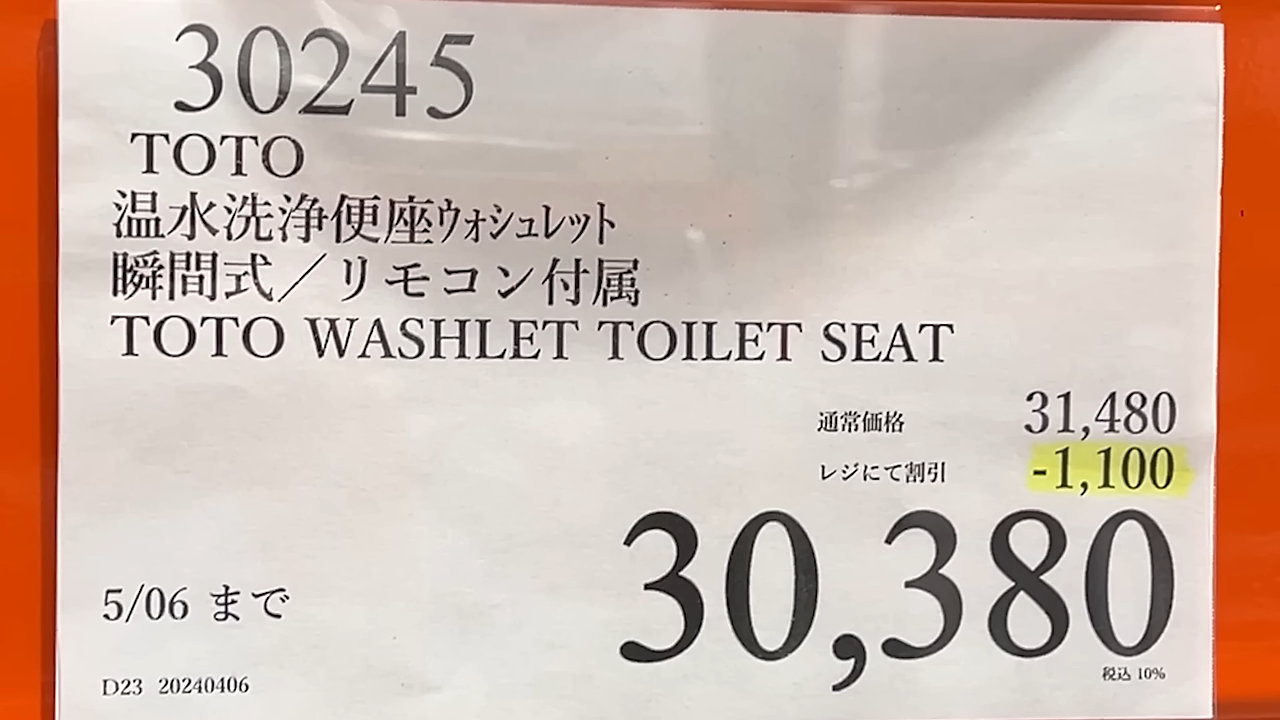 30245
TOTO
温水洗浄便座ｳｫｼｭﾚｯﾄ
瞬間式／リモコン付属
TOTO WASHLET TOILET SEAT
通常価格 31,480
レジにて割引 -1,100
30,380
5/06 まで
税込 10%
D23 20240406